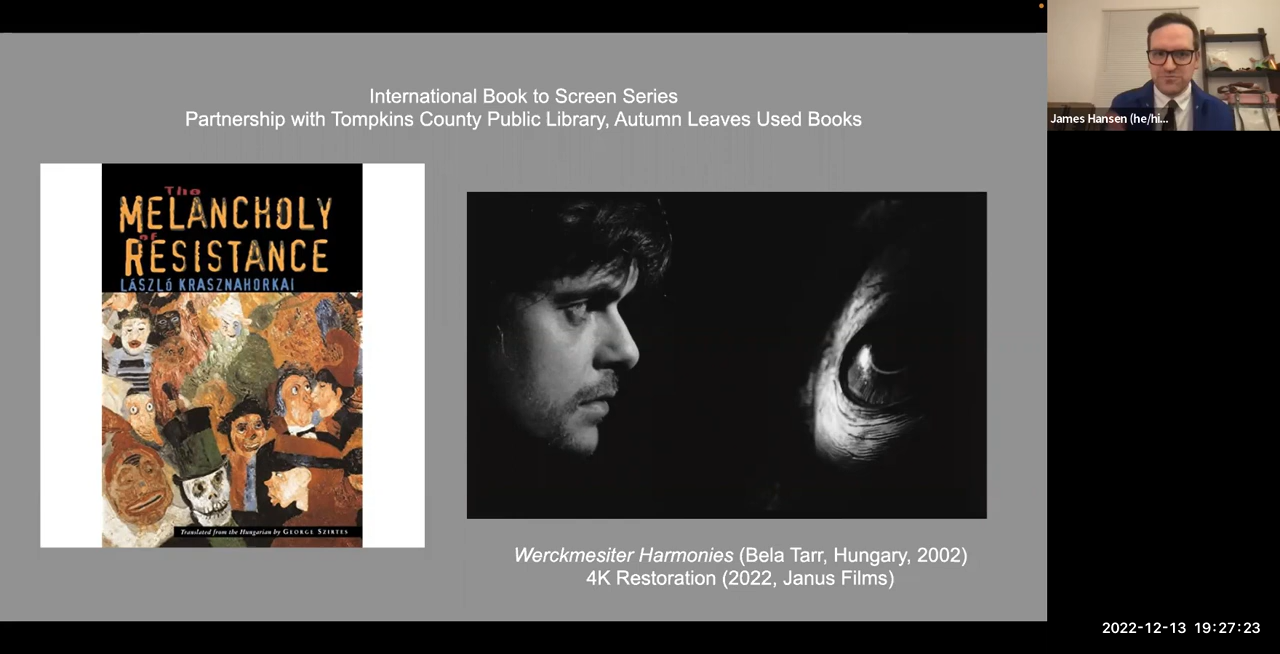 International Book to Screen Series
Partnership with Tompkins County Public Library, Autumn Leaves Used Books
The
MELANCHOLY
of
RESISTANCE
LÁSZLó KRASZNAHORKAI
Translated from the Hungarian by GEORGE SZIRTES
Werckmesiter Harmonies (Bela Tarr, Hungary, 2002)
4K Restoration (2022, Janus Films)
James Hansen (he/hi...
2022-12-13 19:27:23